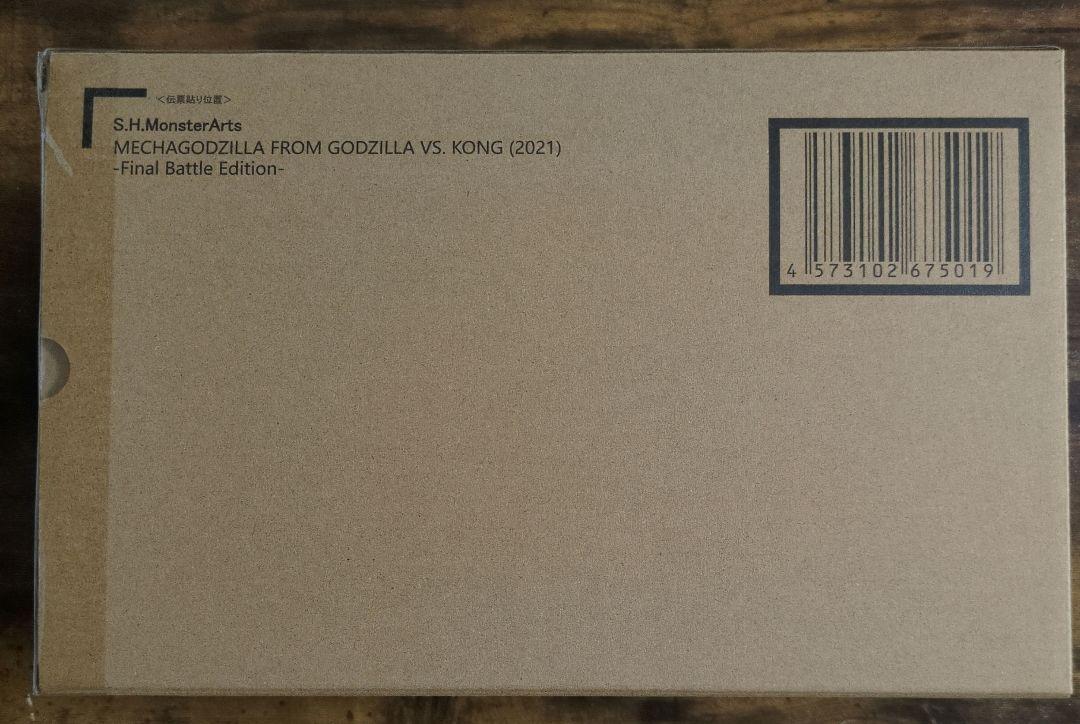 ＜伝票貼り位置＞
S.H.MonsterArts
MECHAGODZILLA FROM GODZILLA VS. KONG (2021)
-Final Battle Edition-
4 573102 675019